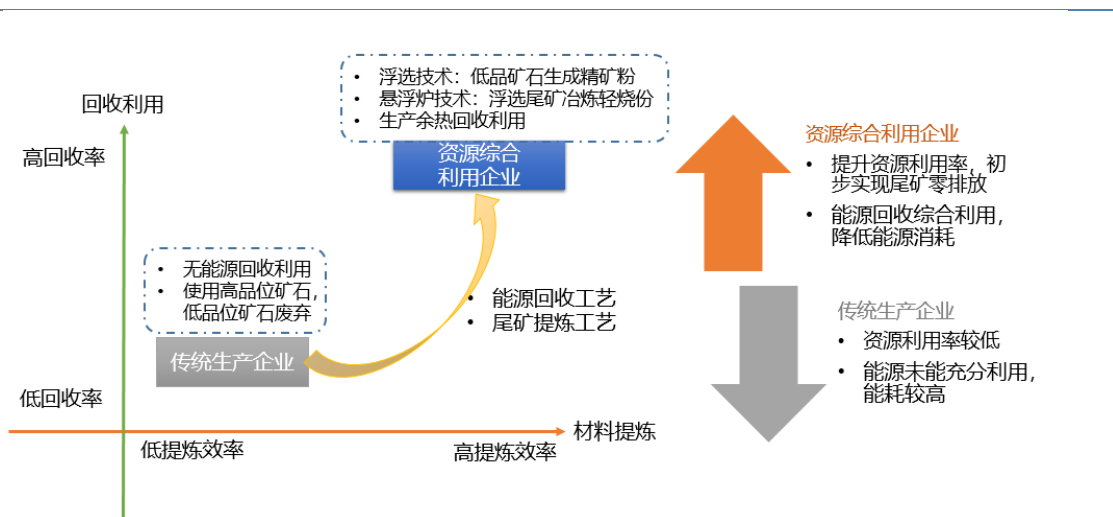 • 浮选技术：低品矿石生成精矿粉
• 悬浮炉技术：浮选尾矿冶炼轻烧份
• 生产余热回收利用
回收利用
高回收率
资源综合
利用企业
• 无能源回收利用
• 使用高品位矿石，
低品位矿石废弃
• 能源回收工艺
• 尾矿提炼工艺
传统生产企业
低回收率
材料提炼
低提炼效率
高提炼效率
资源综合利用企业
• 提升资源利用率，初
步实现尾矿零排放
• 能源回收综合利用，
降低能源消耗
传统生产企业
• 资源利用率较低
• 能源未能充分利用，
能耗较高